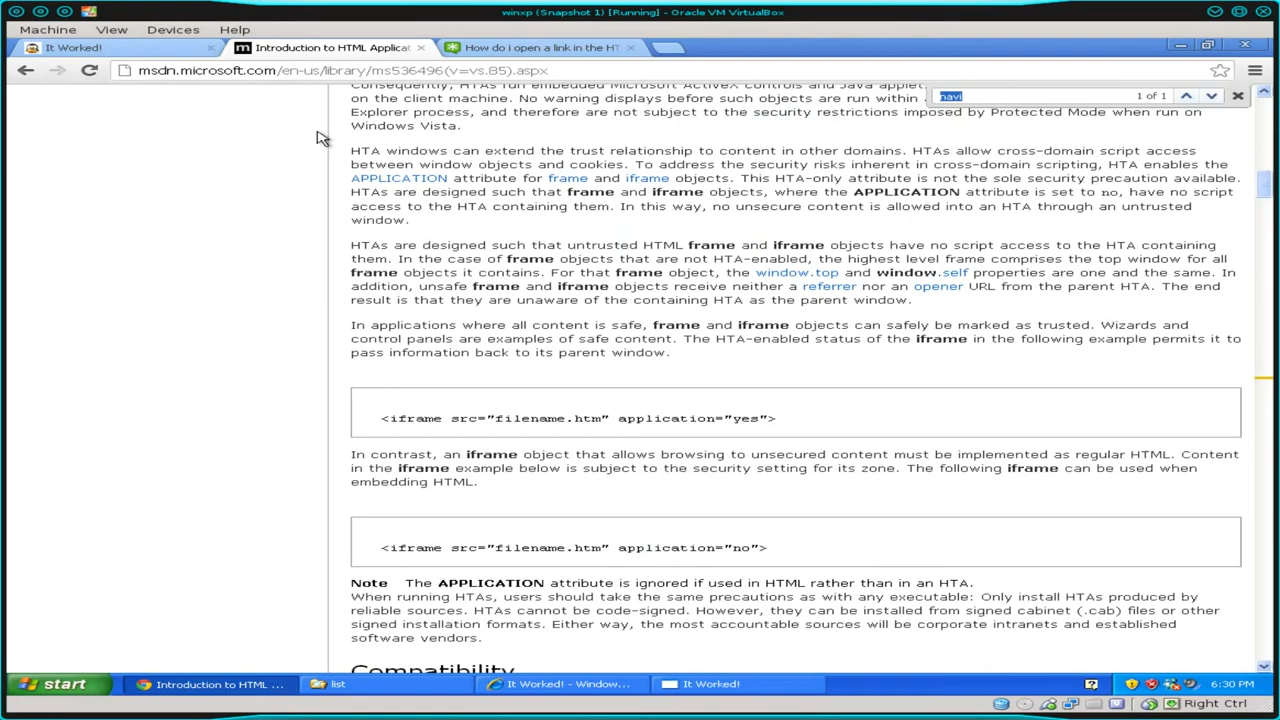 winxp (Snapshot 1) [Running] - Oracle VM VirtualBox
Machine View Devices Help
It Worked!
Introduction to HTML Applicat
How do i open a link in the HT
msdn.microsoft.com/en-us/library/ms536496(v=vs.85).aspx
navi
1 of 1
Consequently, HTAs run embedded Microsoft ActiveX controls and Java applet
on the client machine. No warning displays before such objects are run within
Explorer process, and therefore are not subject to the security restrictions imposed by Protected Mode when run on
Windows Vista.
HTA windows can extend the trust relationship to content in other domains. HTAs allow cross-domain script access
between window objects and cookies. To address the security risks inherent in cross-domain scripting, HTA enables the
APPLICATION attribute for frame and iframe objects. This HTA-only attribute is not the sole security precaution available.
HTAs are designed such that frame and iframe objects, where the APPLICATION attribute is set to no, have no script
access to the HTA containing them. In this way, no unsecure content is allowed into an HTA through an untrusted
window.
HTAs are designed such that untrusted HTML frame and iframe objects have no script access to the HTA containing
them. In the case of frame objects that are not HTA-enabled, the highest level frame comprises the top window for all
frame objects it contains. For that frame object, the window.top and window.self properties are one and the same. In
addition, unsafe frame and iframe objects receive neither a referrer nor an opener URL from the parent HTA. The end
result is that they are unaware of the containing HTA as the parent window.
In applications where all content is safe, frame and iframe objects can safely be marked as trusted. Wizards and
control panels are examples of safe content. The HTA-enabled status of the iframe in the following example permits it to
pass information back to its parent window.
<iframe src="filename.htm" application="yes">
In contrast, an iframe object that allows browsing to unsecured content must be implemented as regular HTML. Content
in the iframe example below is subject to the security setting for its zone. The following iframe can be used when
embedding HTML.
<iframe src="filename.htm" application="no">
Note The APPLICATION attribute is ignored if used in HTML rather than in an HTA.
When running HTAs, users should take the same precautions as with any executable: Only install HTAs produced by
reliable sources. HTAs cannot be code-signed. However, they can be installed from signed cabinet (.cab) files or other
signed installation formats. Either way, the most accountable sources will be corporate intranets and established
software vendors.
Compatibility
start
Introduction to HTML ...
list
It Worked! - Window...
It Worked!
6:30 PM
Right Ctrl